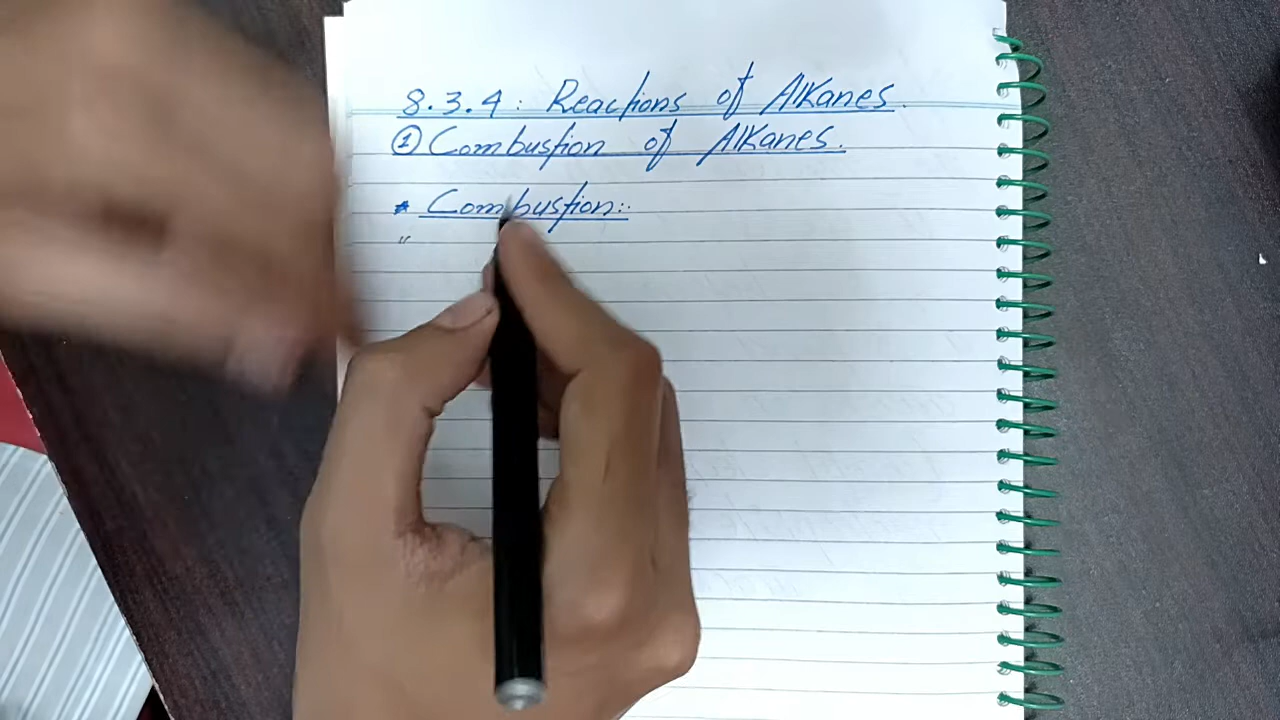 8.3.4: Reactions of Alkanes.
① Combustion of Alkanes.
* Combustion:
"